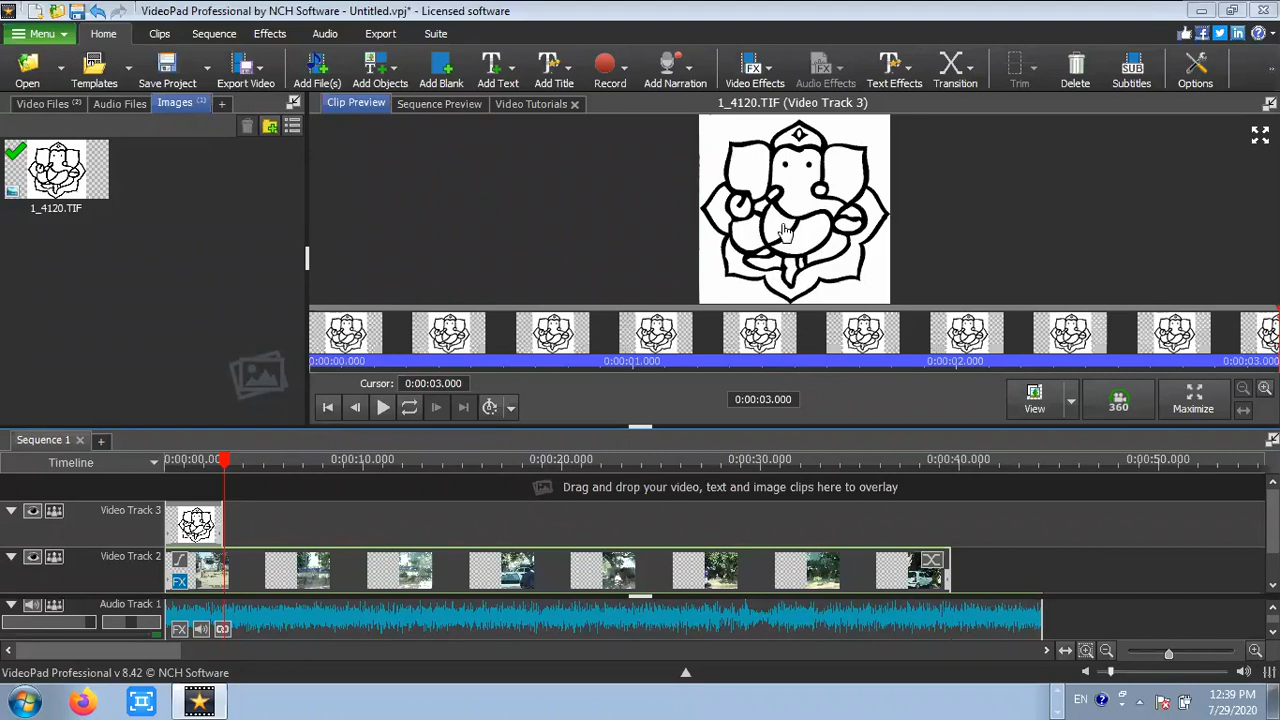 VideoPad Professional by NCH Software - Untitled.vpj* - Licensed software
Menu Home Clips Sequence Effects Audio Export Suite
Open Templates Save Project Export Video Add File(s) Add Objects Add Blank Add Text Add Title Record Add Narration Video Effects Audio Effects Text Effects Transition Trim Delete Subtitles Options
Video Files (2) Audio Files Images (1) + Clip Preview Sequence Preview Video Tutorials 1_4120.TIF (Video Track 3)
1_4120.TIF
0:00:00.000 0:00:01.000 0:00:02.000 0:00:03.000
Cursor: 0:00:03.000
0:00:03.000
View 360 Maximize
Sequence 1 +
Timeline 0:00:00.000 0:00:10.000 0:00:20.000 0:00:30.000 0:00:40.000 0:00:50.000
Drag and drop your video, text and image clips here to overlay
Video Track 3
Video Track 2
FX
Audio Track 1
FX
VideoPad Professional v 8.42 © NCH Software
EN 12:39 PM
7/29/2020